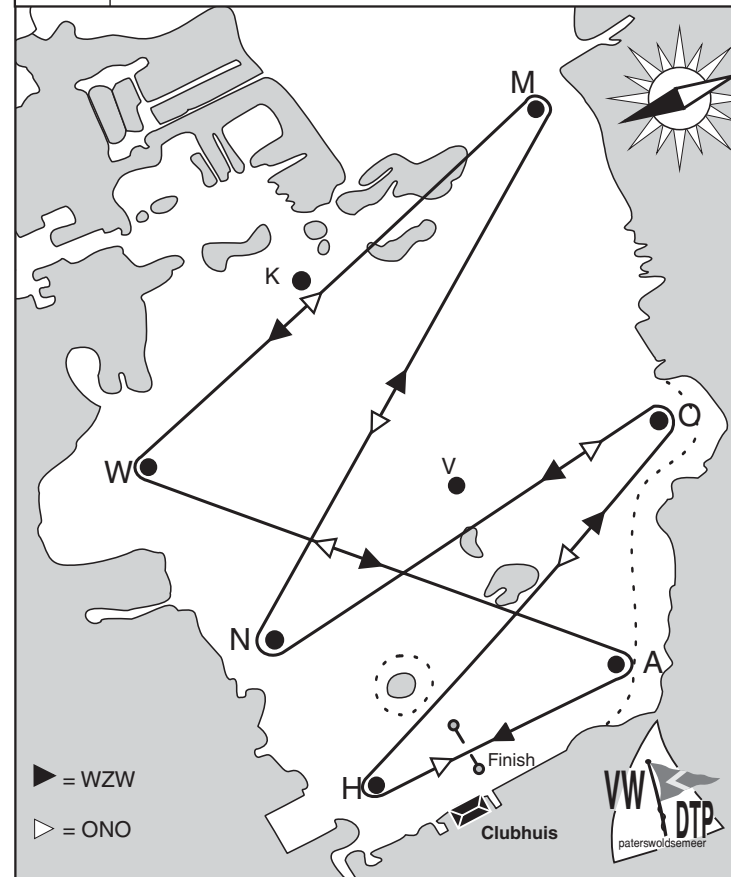 M
K
O
W
V
N
A
Finish
H
= WZW
= ONO
Clubhuis
VW
DTP
paterswoldsemeer